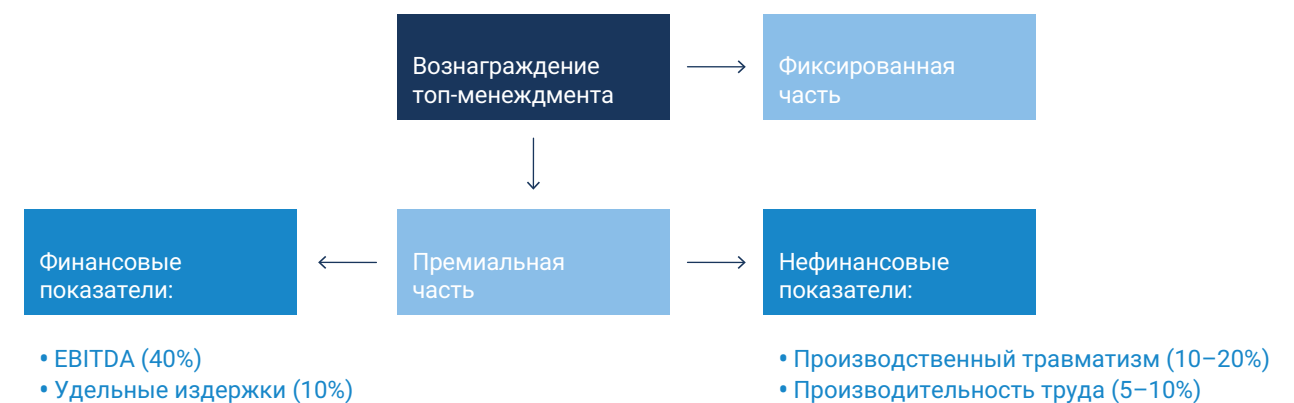 Вознаграждение
топ-менеждмента
Фиксированная
часть
Финансовые
показатели:
Премиальная
часть
Нефинансовые
показатели:
• EBITDA (40%)
• Удельные издержки (10%)
• Производственный травматизм (10–20%)
• Производительность труда (5–10%)